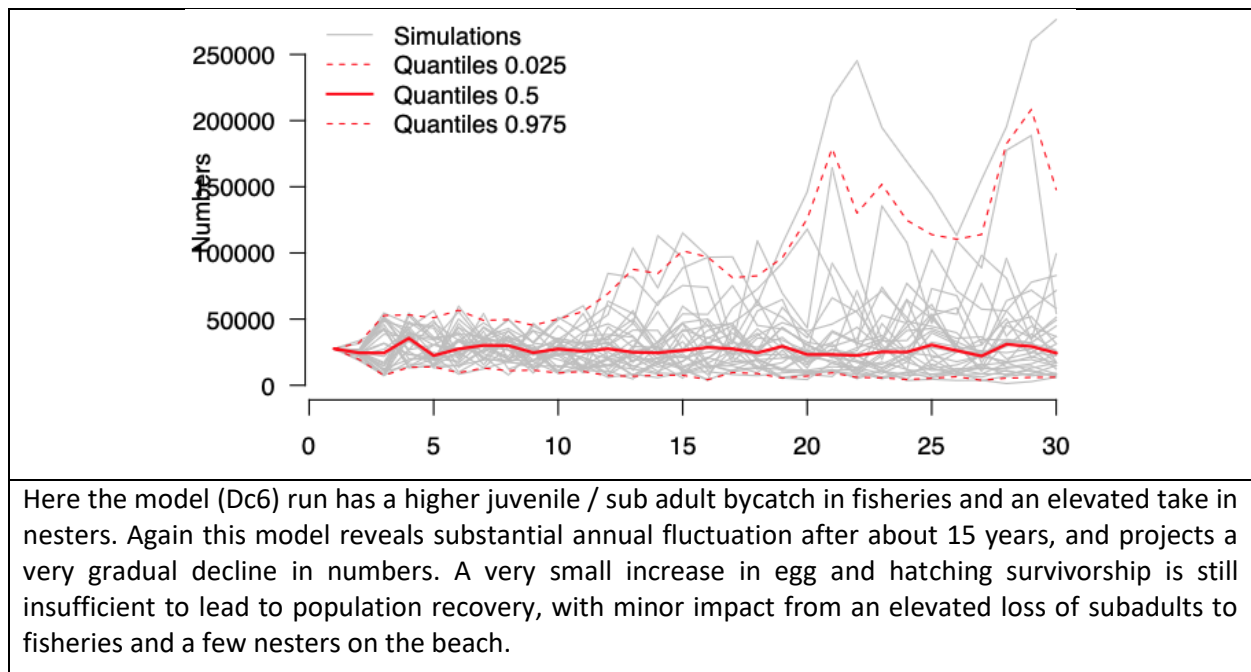 Simulations
250000
Quantiles 0.025
Quantiles 0.5
200000
Quantiles 0.975
Numbers
150000
100000
50000
0
0 5 10 15 20 25 30
Here the model (Dc6) run has a higher juvenile / sub adult bycatch in fisheries and an elevated take in
nesters. Again this model reveals substantial annual fluctuation after about 15 years, and projects a
very gradual decline in numbers. A very small increase in egg and hatching survivorship is still
insufficient to lead to population recovery, with minor impact from an elevated loss of subadults to
fisheries and a few nesters on the beach.